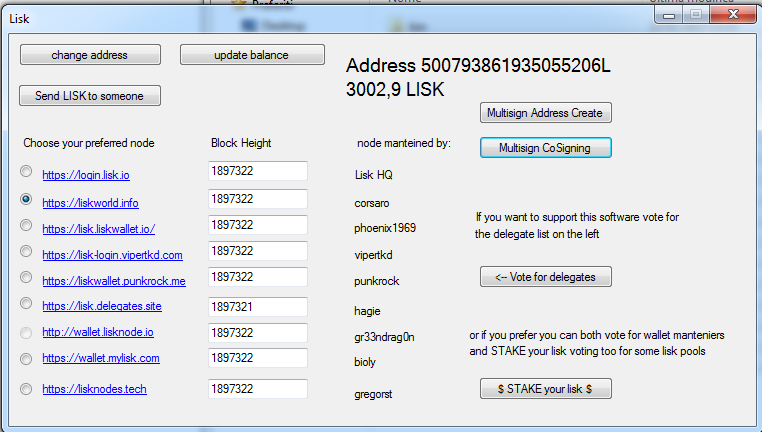 Preferiti
Nome
Ultima modifica
Desktop
Lisk
change address
update balance
Address 500793861935055206L
3002,9 LISK
Send LISK to someone
Multisign Address Create
Choose your preferred node
Block Height
node manteined by:
Multisign CoSigning
https://login.lisk.io
1897322
Lisk HQ
https://liskworld.info
1897322
corsaro
https://lisk.liskwallet.io/
1897322
phoenix1969
If you want to support this software vote for
the delegate list on the left
https://lisk-login.vipertkd.com
1897322
vipertkd
https://liskwallet.punkrock.me
1897322
punkrock
<-- Vote for delegates
https://lisk.delegates.site
1897321
hagie
http://wallet.lisknode.io
1897322
gr33ndrag0n
or if you prefer you can both vote for wallet manteniers
and STAKE your lisk voting too for some lisk pools
https://wallet.mylisk.com
1897322
bioly
https://lisknodes.tech
1897322
gregorst
$ STAKE your lisk $